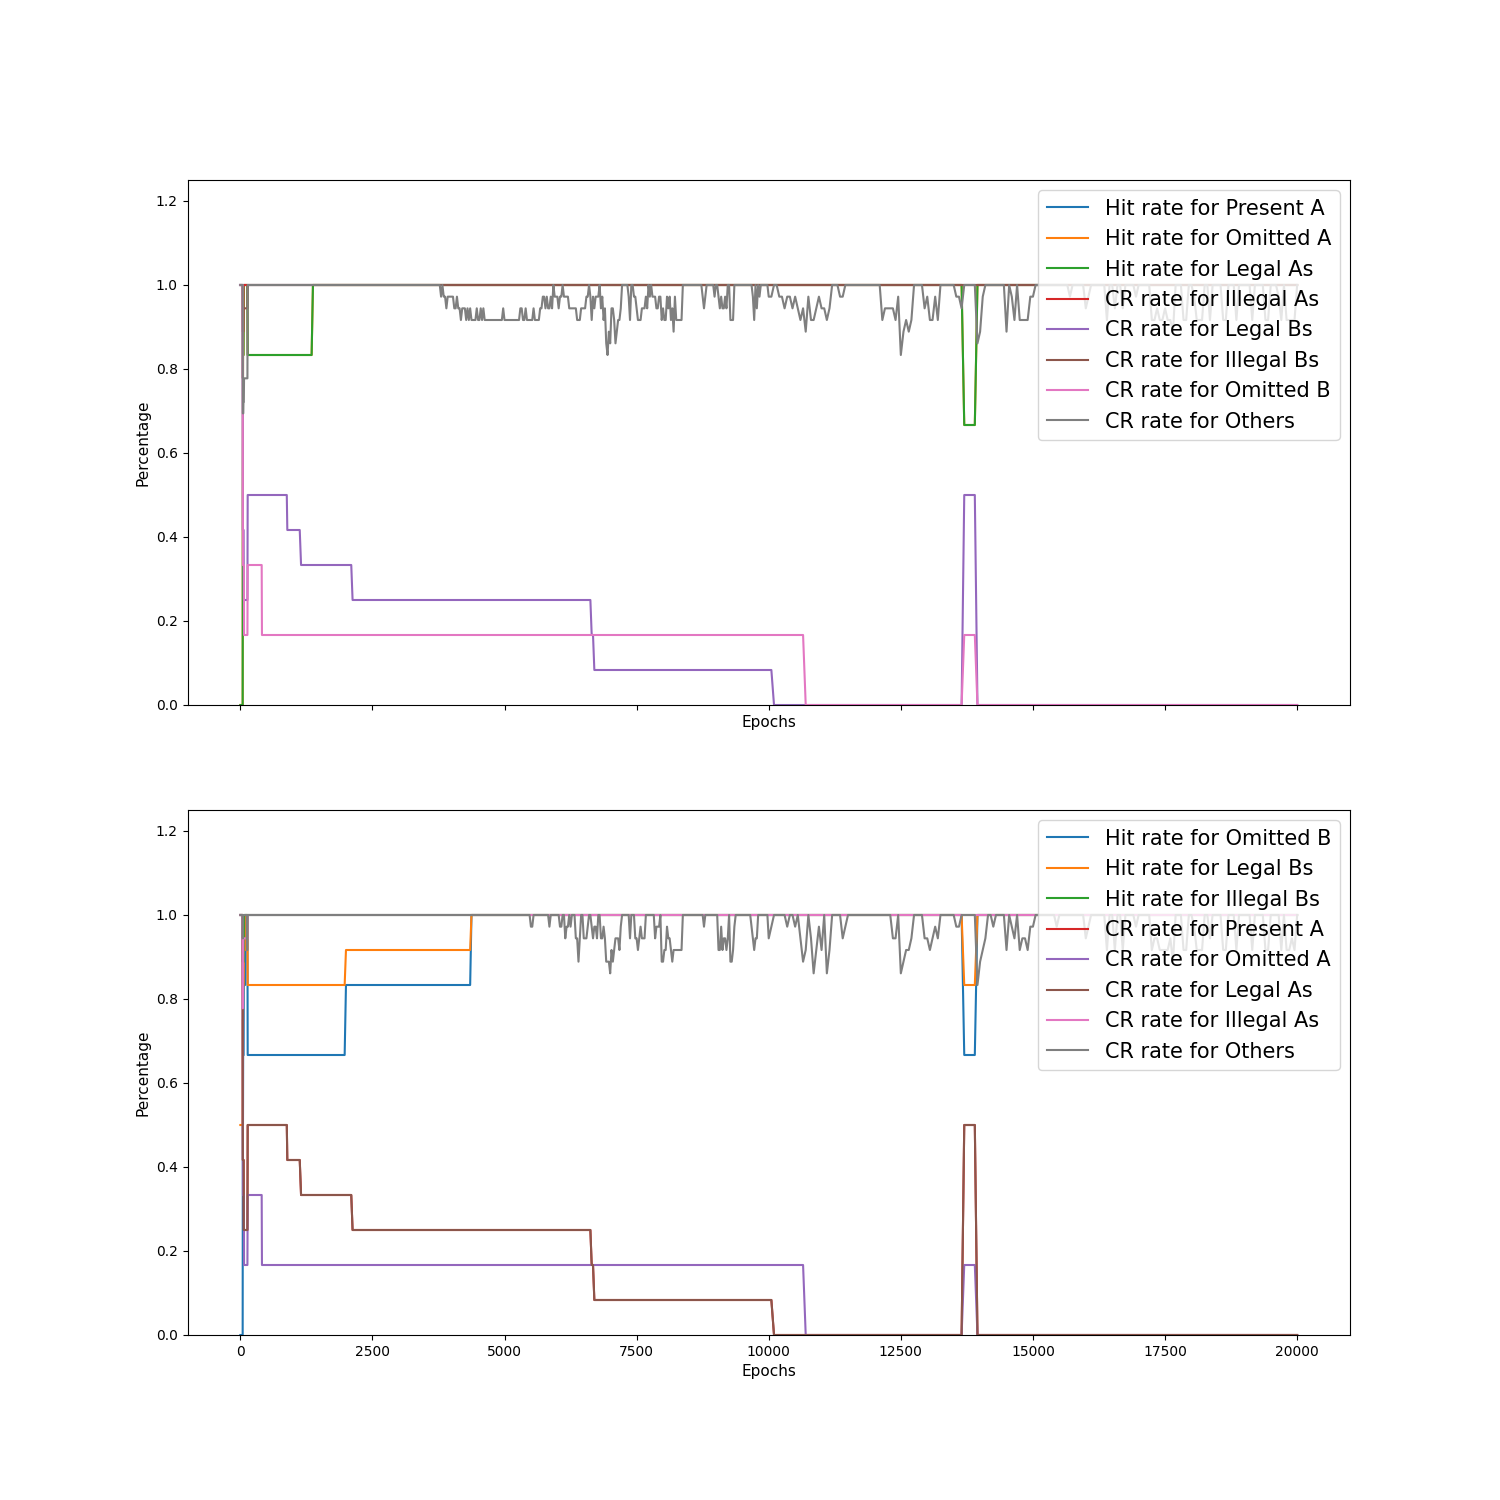 1.2
1.0
0.8
0.6
0.4
0.2
0.0
Percentage
Epochs
Hit rate for Present A
Hit rate for Omitted A
Hit rate for Legal As
CR rate for Illegal As
CR rate for Legal Bs
CR rate for Illegal Bs
CR rate for Omitted B
CR rate for Others
1.2
1.0
0.8
0.6
0.4
0.2
0.0
Percentage
0 2500 5000 7500 10000 12500 15000 17500 20000
Epochs
Hit rate for Omitted B
Hit rate for Legal Bs
Hit rate for Illegal Bs
CR rate for Present A
CR rate for Omitted A
CR rate for Legal As
CR rate for Illegal As
CR rate for Others